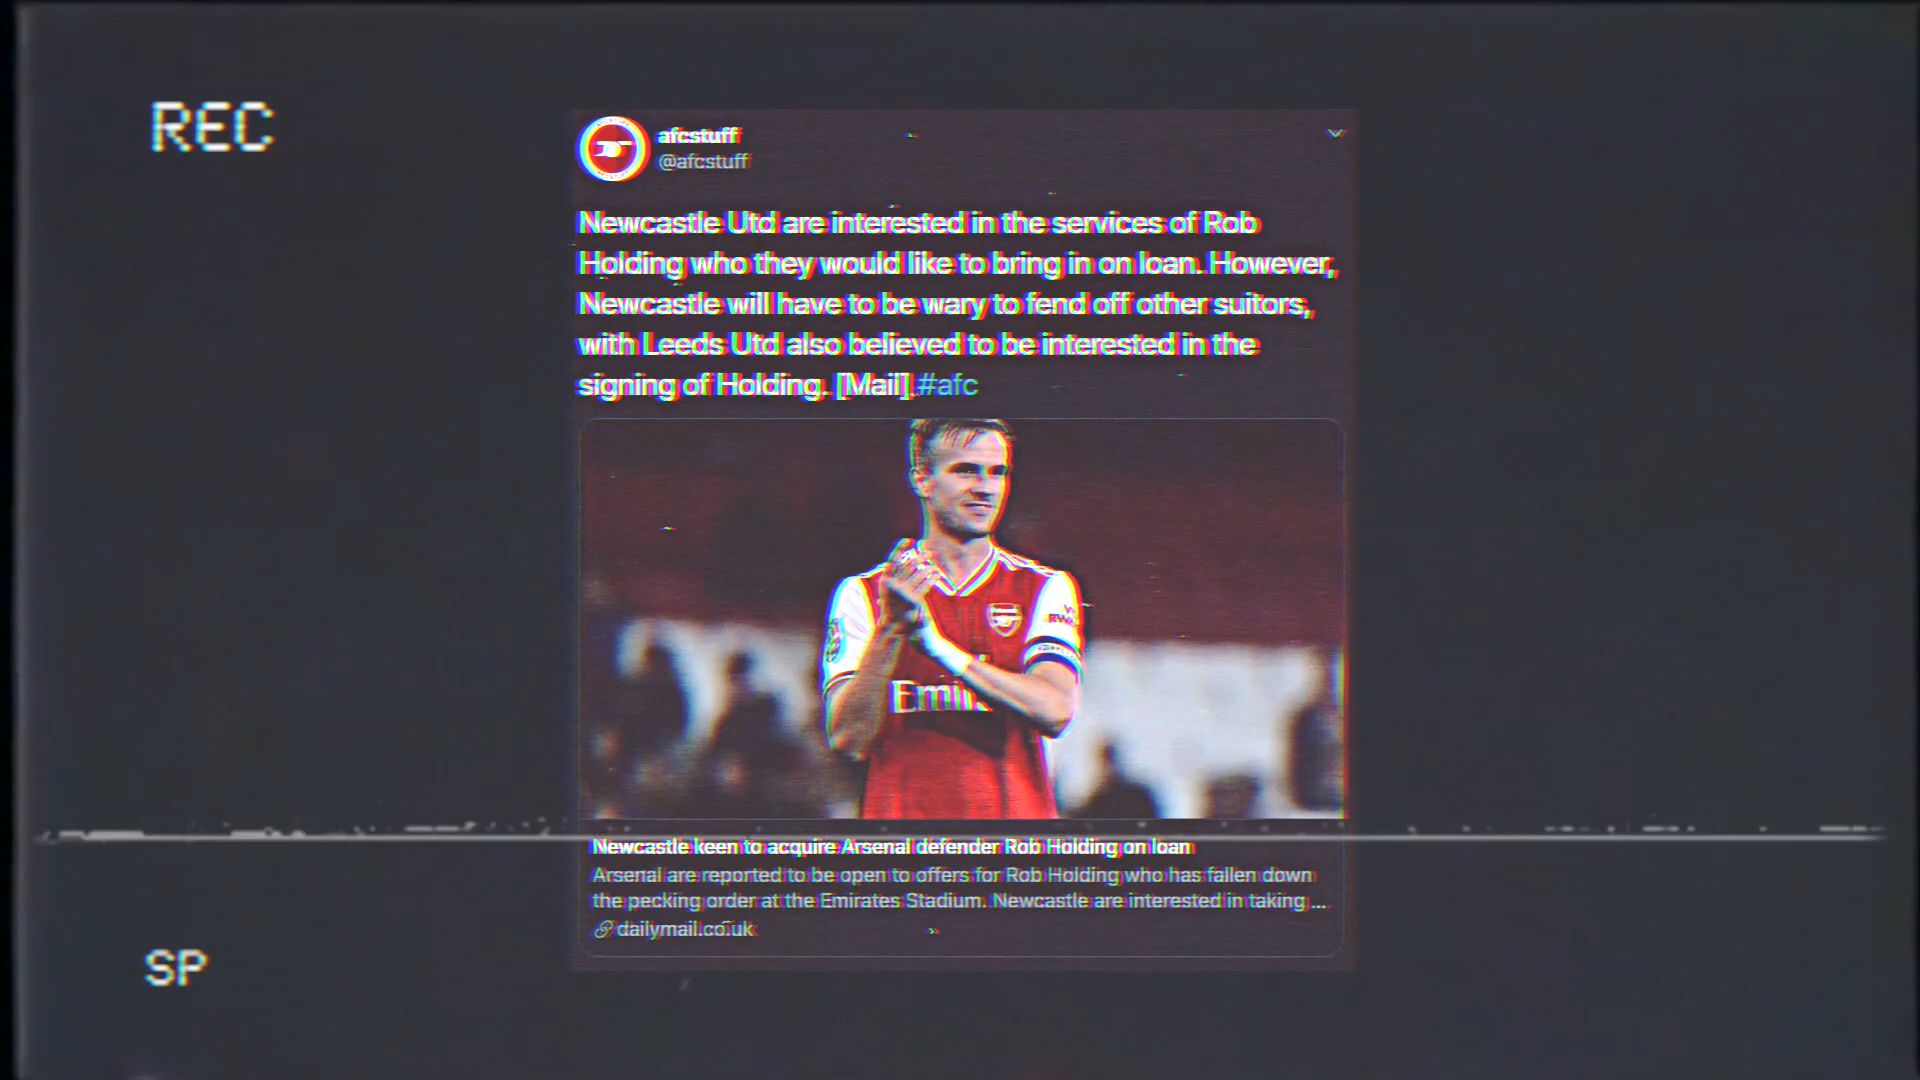 REC
afcstuff
@afcstuff
Newcastle Utd are interested in the services of Rob
Holding who they would like to bring in on loan. However,
Newcastle will have to be wary to fend off other suitors,
with Leeds Utd also believed to be interested in the
signing of Holding. [Mail] #afc
Newcastle keen to acquire Arsenal defender Rob Holding on loan
Arsenal are reported to be open to offers for Rob Holding who has fallen down
the pecking order at the Emirates Stadium. Newcastle are interested in taking ...
dailymail.co.uk
SP